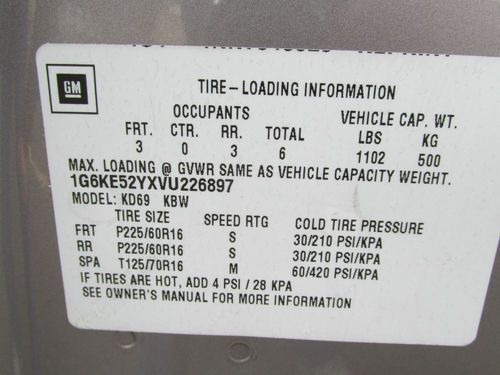 GM
TIRE-LOADING INFORMATION
OCCUPANTS VEHICLE CAP. WT.
FRT. CTR. RR. TOTAL LBS KG
3 0 3 6 1102 500
MAX. LOADING @ GVWR SAME AS VEHICLE CAPACITY WEIGHT.
1G6KE52YXVU226897
MODEL: KD69 KBW
TIRE SIZE SPEED RTG COLD TIRE PRESSURE
FRT P225/60R16 S 30/210 PSI/KPA
RR P225/60R16 S 30/210 PSI/KPA
SPA T125/70R16 M 60/420 PSI/KPA
IF TIRES ARE HOT, ADD 4 PSI / 28 KPA
SEE OWNER'S MANUAL FOR MORE INFORMATION